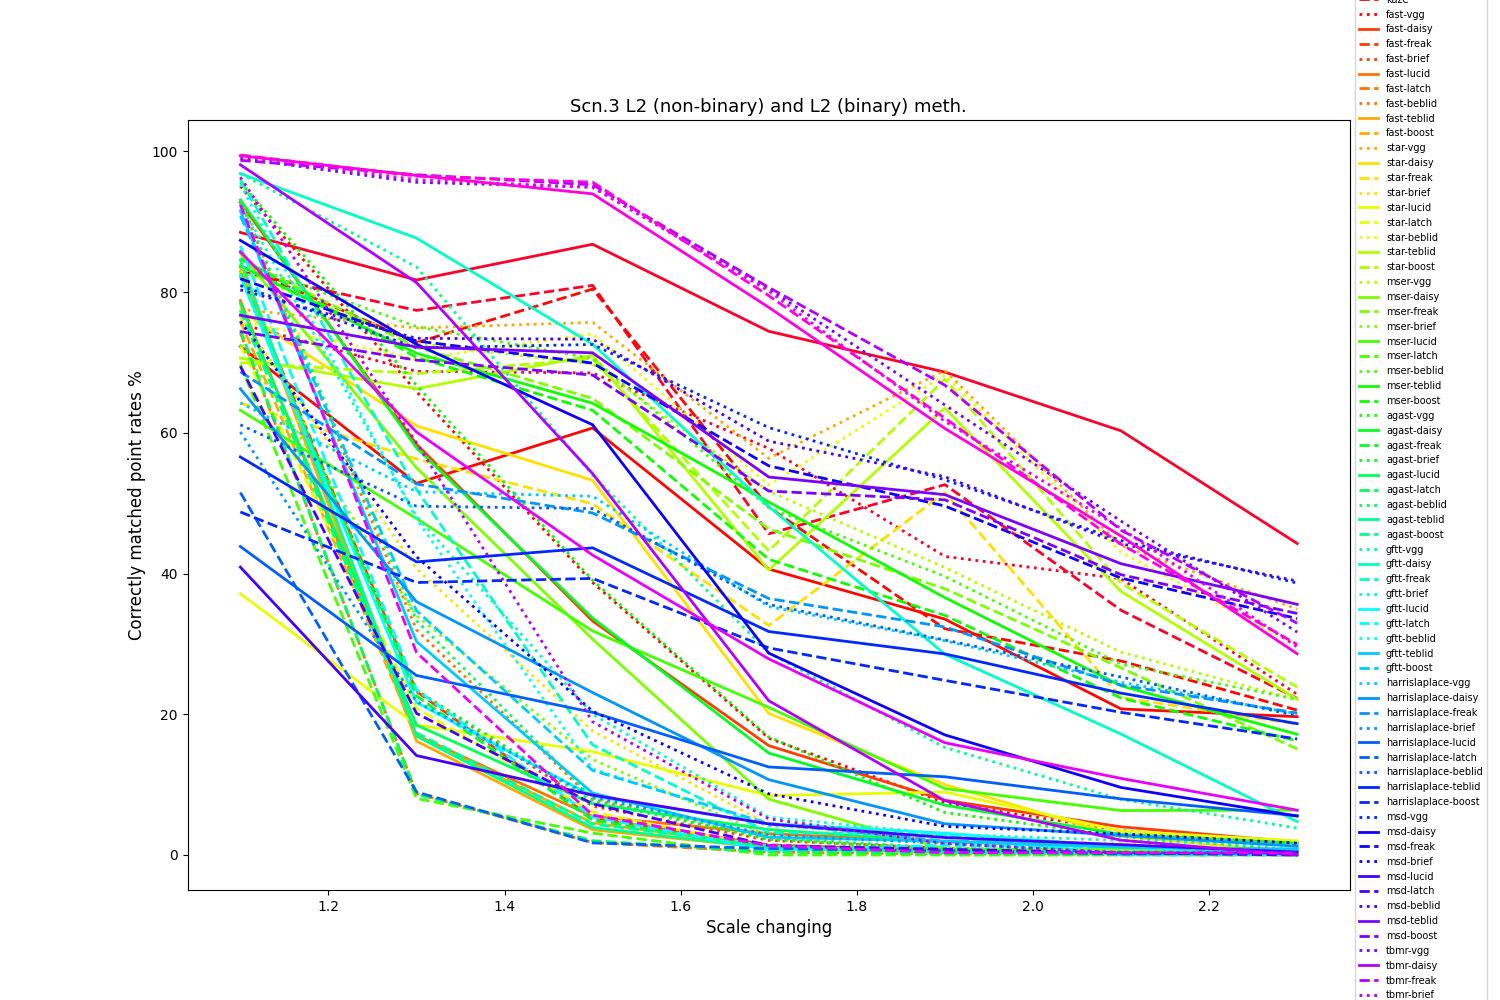 Scn.3 L2 (non-binary) and L2 (binary) meth.
Correctly matched point rates %
100
80
60
40
20
0
1.2
1.4
1.6
1.8
2.0
2.2
Scale changing
kaze
fast-vgg
fast-daisy
fast-freak
fast-brief
fast-lucid
fast-latch
fast-beblid
fast-teblid
fast-boost
star-vgg
star-daisy
star-freak
star-brief
star-lucid
star-latch
star-beblid
star-teblid
star-boost
mser-vgg
mser-daisy
mser-freak
mser-brief
mser-lucid
mser-latch
mser-beblid
mser-teblid
mser-boost
agast-vgg
agast-daisy
agast-freak
agast-brief
agast-lucid
agast-latch
agast-beblid
agast-teblid
agast-boost
gftt-vgg
gftt-daisy
gftt-freak
gftt-brief
gftt-lucid
gftt-latch
gftt-beblid
gftt-teblid
gftt-boost
harrislaplace-vgg
harrislaplace-daisy
harrislaplace-freak
harrislaplace-brief
harrislaplace-lucid
harrislaplace-latch
harrislaplace-beblid
harrislaplace-teblid
harrislaplace-boost
msd-vgg
msd-daisy
msd-freak
msd-brief
msd-lucid
msd-latch
msd-beblid
msd-teblid
msd-boost
tbmr-vgg
tbmr-daisy
tbmr-freak
tbmr-brief